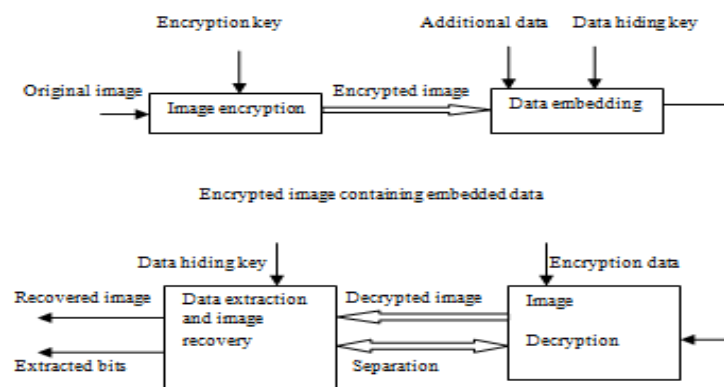 Encryption key
Additional data
Data hiding key
Original image
Image encryption
Encrypted image
Data embedding
Encrypted image containing embedded data
Data hiding key
Encryption data
Recovered image
Data extraction
and image
recovery
Decrypted image
Image
Decryption
Extracted bits
Separation